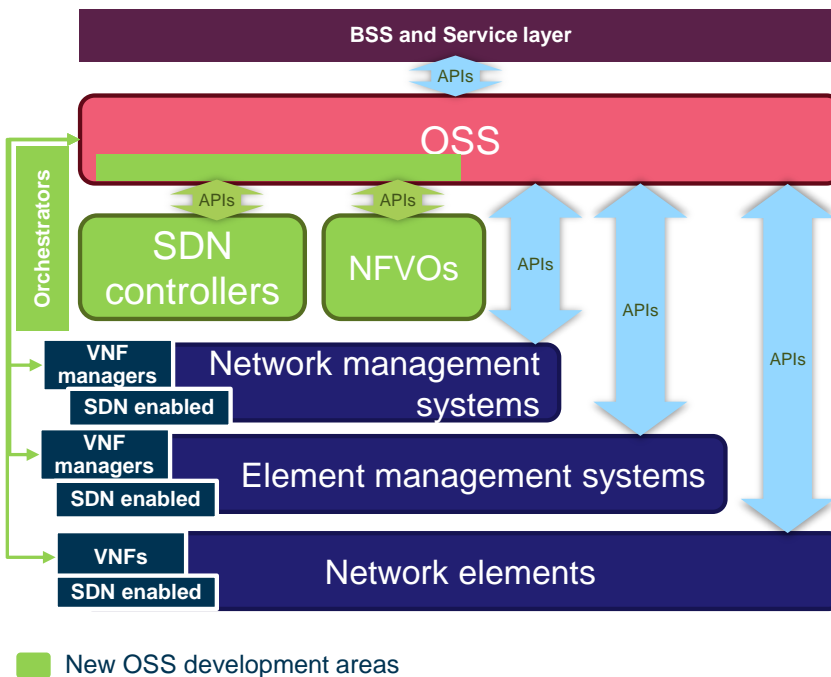 BSS and Service layer
APIs
OSS
APIs
APIs
Orchestrators
SDN
controllers
NFVOs
APIs
APIs
APIs
VNF
managers
Network management
systems
SDN enabled
VNF
managers
Element management systems
SDN enabled
VNFs
Network elements
SDN enabled
New OSS development areas